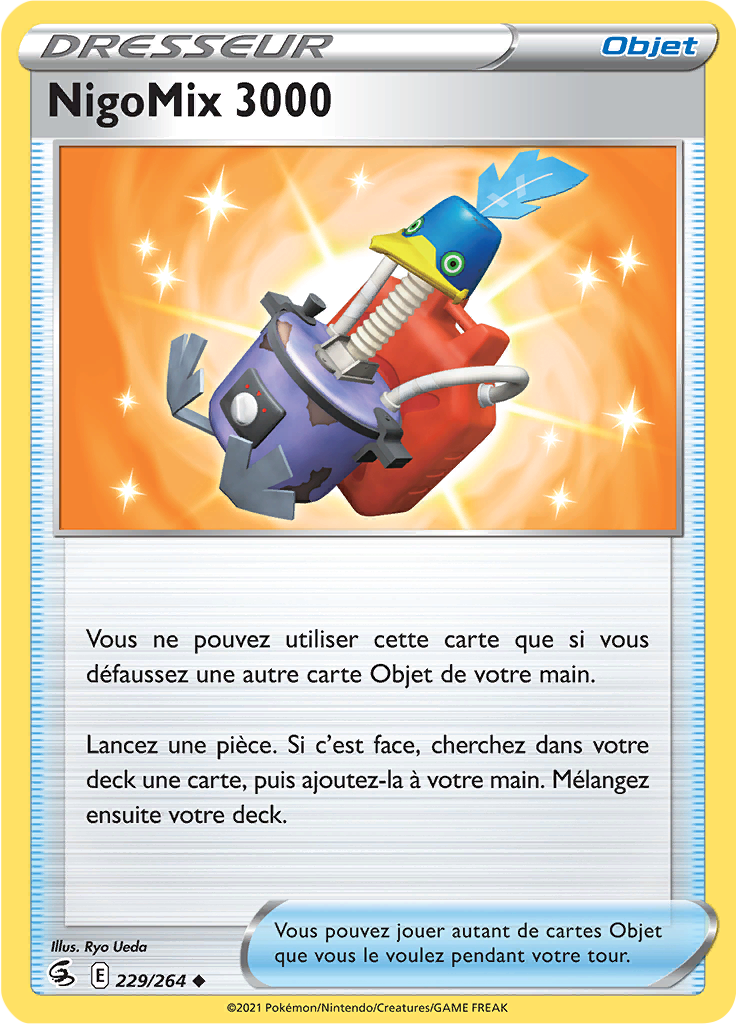 DRESSEUR
Objet
NigoMix 3000
Vous ne pouvez utiliser cette carte que si vous
défaussez une autre carte Objet de votre main.
Lancez une pièce. Si c'est face, cherchez dans votre
deck une carte, puis ajoutez-la à votre main. Mélangez
ensuite votre deck.
Vous pouvez jouer autant de cartes Objet
que vous le voulez pendant votre tour.
Illus. Ryo Ueda
E 229/264
©2021 Pokémon/Nintendo/Creatures/GAME FREAK